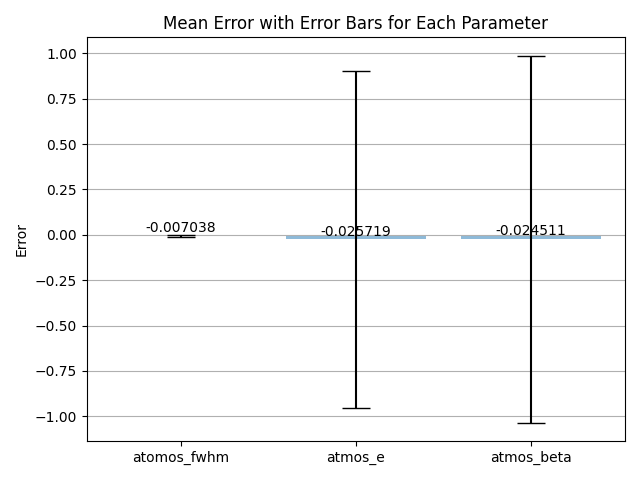 Mean Error with Error Bars for Each Parameter
1.00
0.75
0.50
0.25
0.00
−0.25
−0.50
−0.75
−1.00
Error
-0.007038
-0.025719
-0.024511
atomos_fwhm
atmos_e
atmos_beta